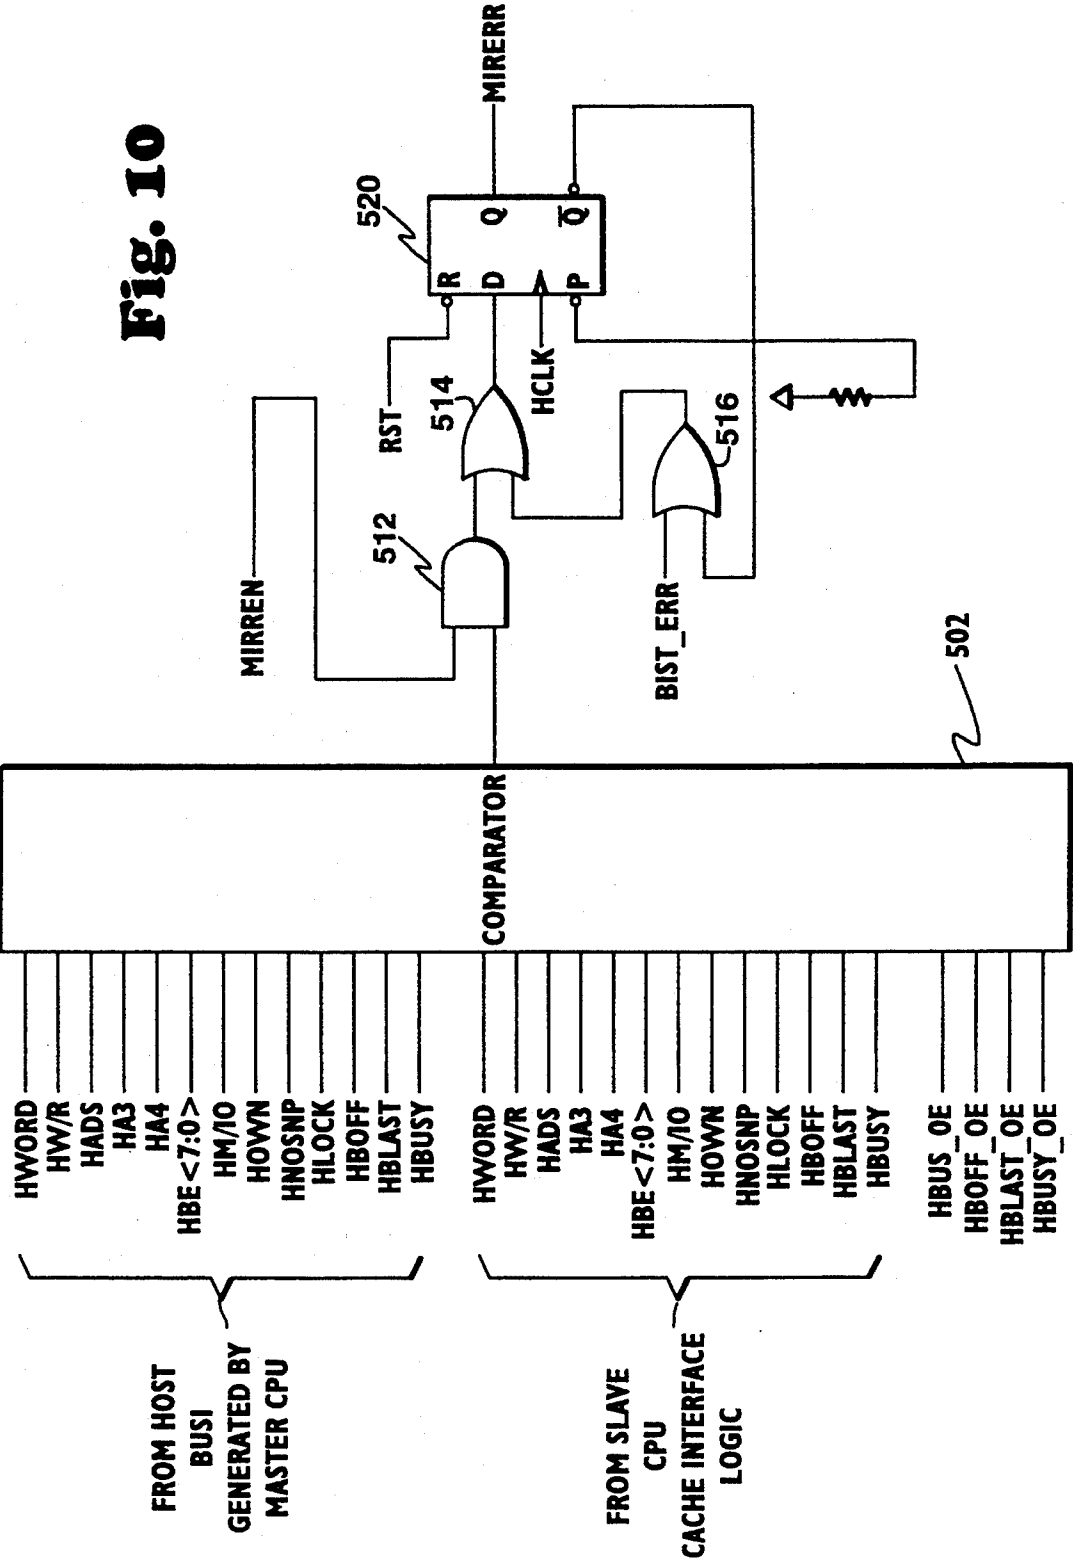 Fig. 10
FROM HOST
BUSI
GENERATED BY
MASTER CPU
HWORD
HW/R
HADS
HA3
HA4
HBE<7:0>
HM/IO
HOWN
HNOSNP
HLOCK
HBOFF
HBLAST
HBUSY
FROM SLAVE
CPU
CACHE INTERFACE
LOGIC
HWORD
HW/R
HADS
HA3
HA4
HBE<7:0>
HM/IO
HOWN
HNOSNP
HLOCK
HBOFF
HBLAST
HBUSY
HBUS_OE
HBOFF_OE
HBLAST_OE
HBUSY_OE
COMPARATOR
502
MIRREN
512
514
BIST_ERR
516
RST
HCLK
520
R
D
P
Q
Q̅
MIRERR